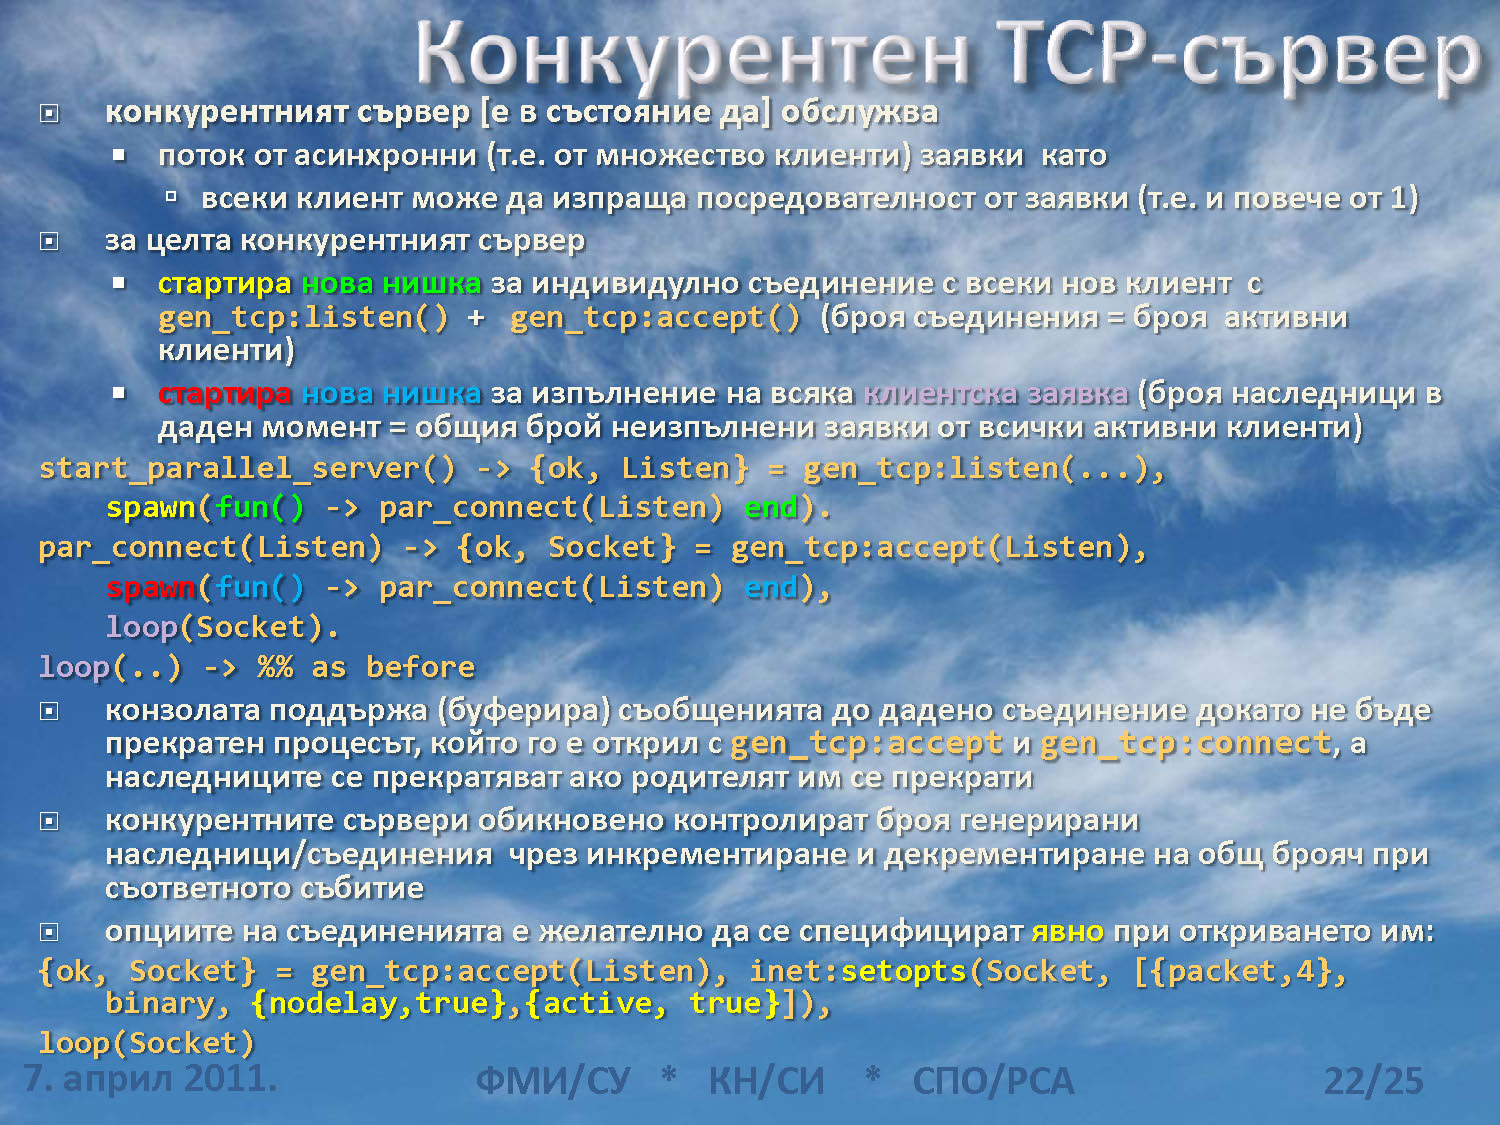 Конкурентен TCP-сървер
конкурентният сървер [е в състояние да] обслужва
поток от асинхронни (т.е. от множество клиенти) заявки като
всеки клиент може да изпраща посредователност от заявки (т.е. и повече от 1)
за целта конкурентният сървер
стартира нова нишка за индивидулно съединение с всеки нов клиент с
gen_tcp:listen() + gen_tcp:accept() (броя съединения = броя активни
клиенти)
стартира нова нишка за изпълнение на всяка клиентска заявка (броя наследници в
даден момент = общия брой неизпълнени заявки от всички активни клиенти)
start_parallel_server() -> {ok, Listen} = gen_tcp:listen(...),
spawn(fun() -> par_connect(Listen) end).
par_connect(Listen) -> {ok, Socket} = gen_tcp:accept(Listen),
spawn(fun() -> par_connect(Listen) end),
loop(Socket).
loop(..) -> %% as before
конзолата поддържа (буферира) съобщенията до дадено съединение докато не бъде
прекратен процесът, който го е открил с gen_tcp:accept и gen_tcp:connect, а
наследниците се прекратяват ако родителят им се прекрати
конкурентните сървери обикновено контролират броя генерирани
наследници/съединения чрез инкрементиране и декрементиране на общ брояч при
съответното събитие
опциите на съединенията е желателно да се специфицират явно при откриването им:
{ok, Socket} = gen_tcp:accept(Listen), inet:setopts(Socket, [{packet,4},
binary, {nodelay,true},{active, true}]),
loop(Socket)
7. април 2011. ФМИ/СУ * КН/СИ * СПО/РСА 22/25